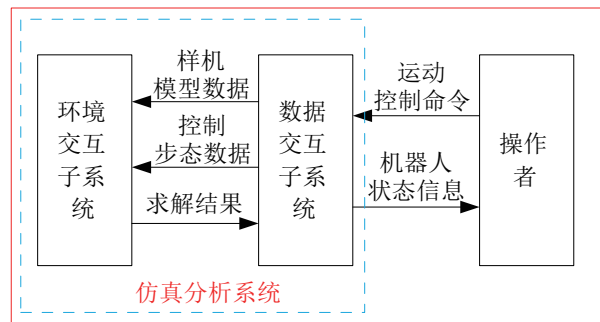 环境
交互
子系
统
样机
模型数据
控制
步态数据
求解结果
数据
交互
子系
统
运动
控制命令
机器人
状态信息
操作
者
仿真分析系统